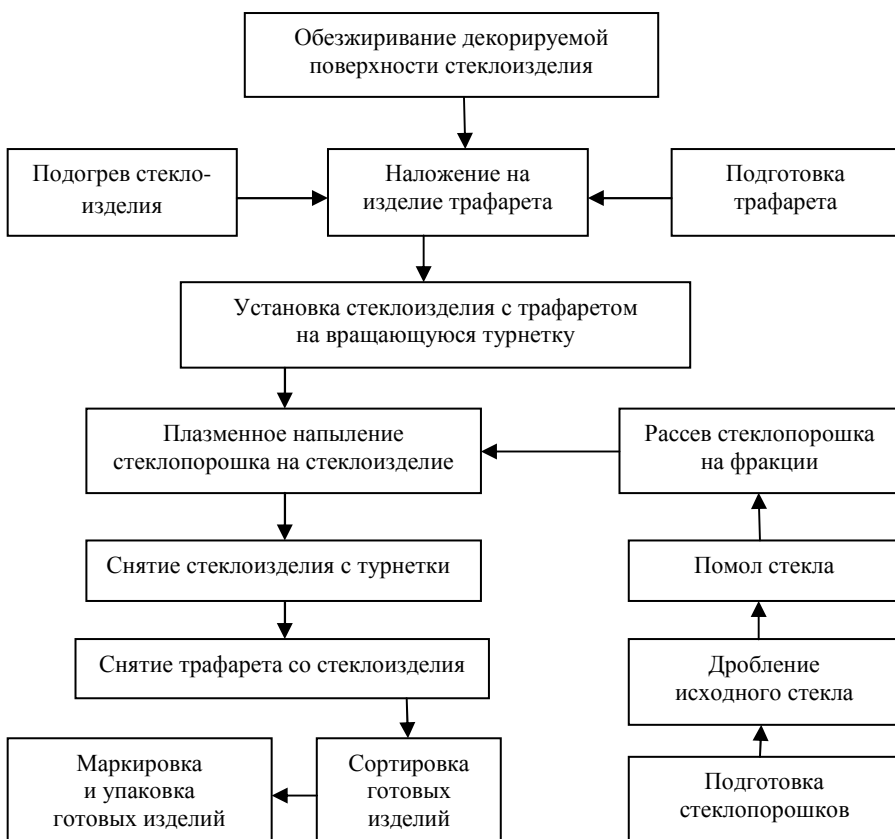 Обезжиривание декорируемой
поверхности стеклоизделия
Подогрев стекло-
изделия
Наложение на
изделие трафарета
Подготовка
трафарета
Установка стеклоизделия с трафаретом
на вращающуюся турнетку
Плазменное напыление
стеклопорошка на стеклоизделие
Рассев стеклопорошка
на фракции
Снятие стеклоизделия с турнетки
Помол стекла
Снятие трафарета со стеклоизделия
Дробление
исходного стекла
Маркировка
и упаковка
готовых изделий
Сортировка
готовых
изделий
Подготовка
стеклопорошков